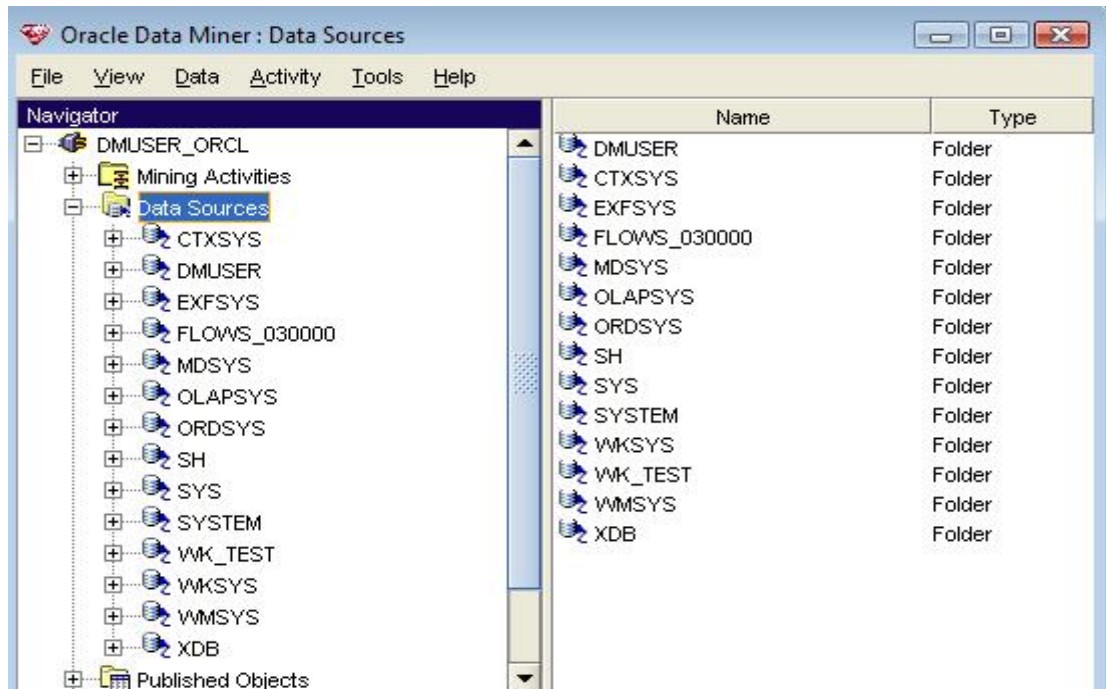 Oracle Data Miner : Data Sources
File View Data Activity Tools Help
Navigator
DMUSER_ORCL
Mining Activities
Data Sources
CTXSYS
DMUSER
EXFSYS
FLOWS_030000
MDSYS
OLAPSYS
ORDSYS
SH
SYS
SYSTEM
WK_TEST
WKSYS
WMSYS
XDB
Published Objects
Name Type
DMUSER Folder
CTXSYS Folder
EXFSYS Folder
FLOWS_030000 Folder
MDSYS Folder
OLAPSYS Folder
ORDSYS Folder
SH Folder
SYS Folder
SYSTEM Folder
WKSYS Folder
WK_TEST Folder
WMSYS Folder
XDB Folder